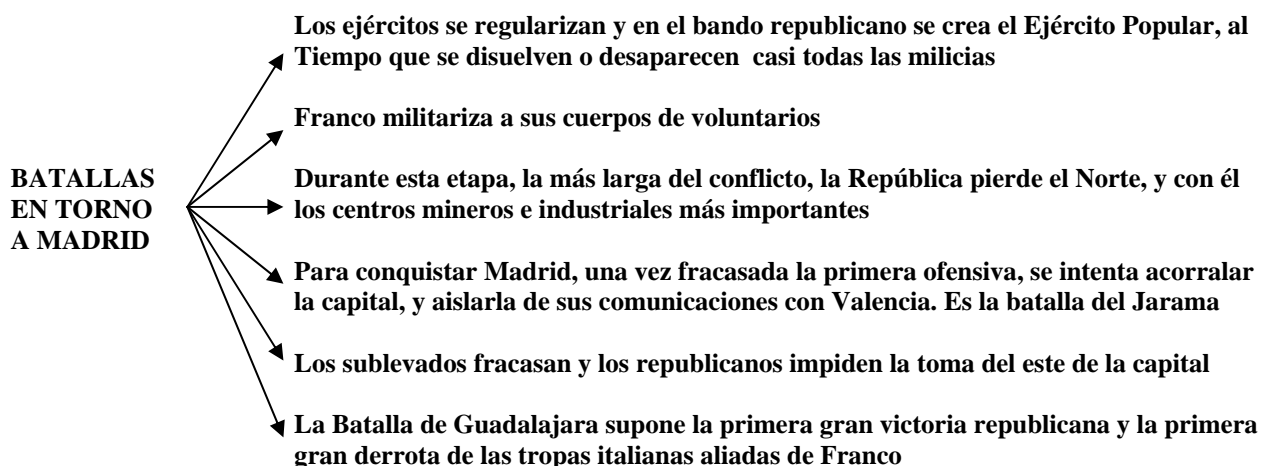 Los ejércitos se regularizan y en el bando republicano se crea el Ejército Popular, al
Tiempo que se disuelven o desaparecen casi todas las milicias
Franco militariza a sus cuerpos de voluntarios
BATALLAS
EN TORNO
A MADRID
Durante esta etapa, la más larga del conflicto, la República pierde el Norte, y con él
los centros mineros e industriales más importantes
Para conquistar Madrid, una vez fracasada la primera ofensiva, se intenta acorralar
la capital, y aislarla de sus comunicaciones con Valencia. Es la batalla del Jarama
Los sublevados fracasan y los republicanos impiden la toma del este de la capital
La Batalla de Guadalajara supone la primera gran victoria republicana y la primera
gran derrota de las tropas italianas aliadas de Franco